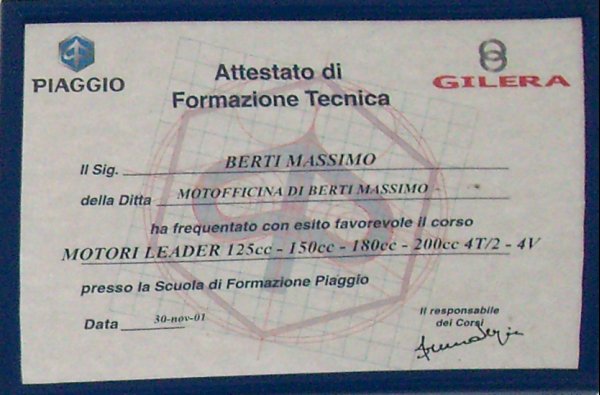 PIAGGIO
GILERA
Attestato di
Formazione Tecnica
Il Sig. BERTI MASSIMO
della Ditta MOTOFFICINA DI BERTI MASSIMO -
ha frequentato con esito favorevole il corso
MOTORI LEADER 125cc - 150cc - 180cc - 200cc 4T/2 - 4V
presso la Scuola di Formazione Piaggio
Data 30-nov-01
Il responsabile
dei Corsi